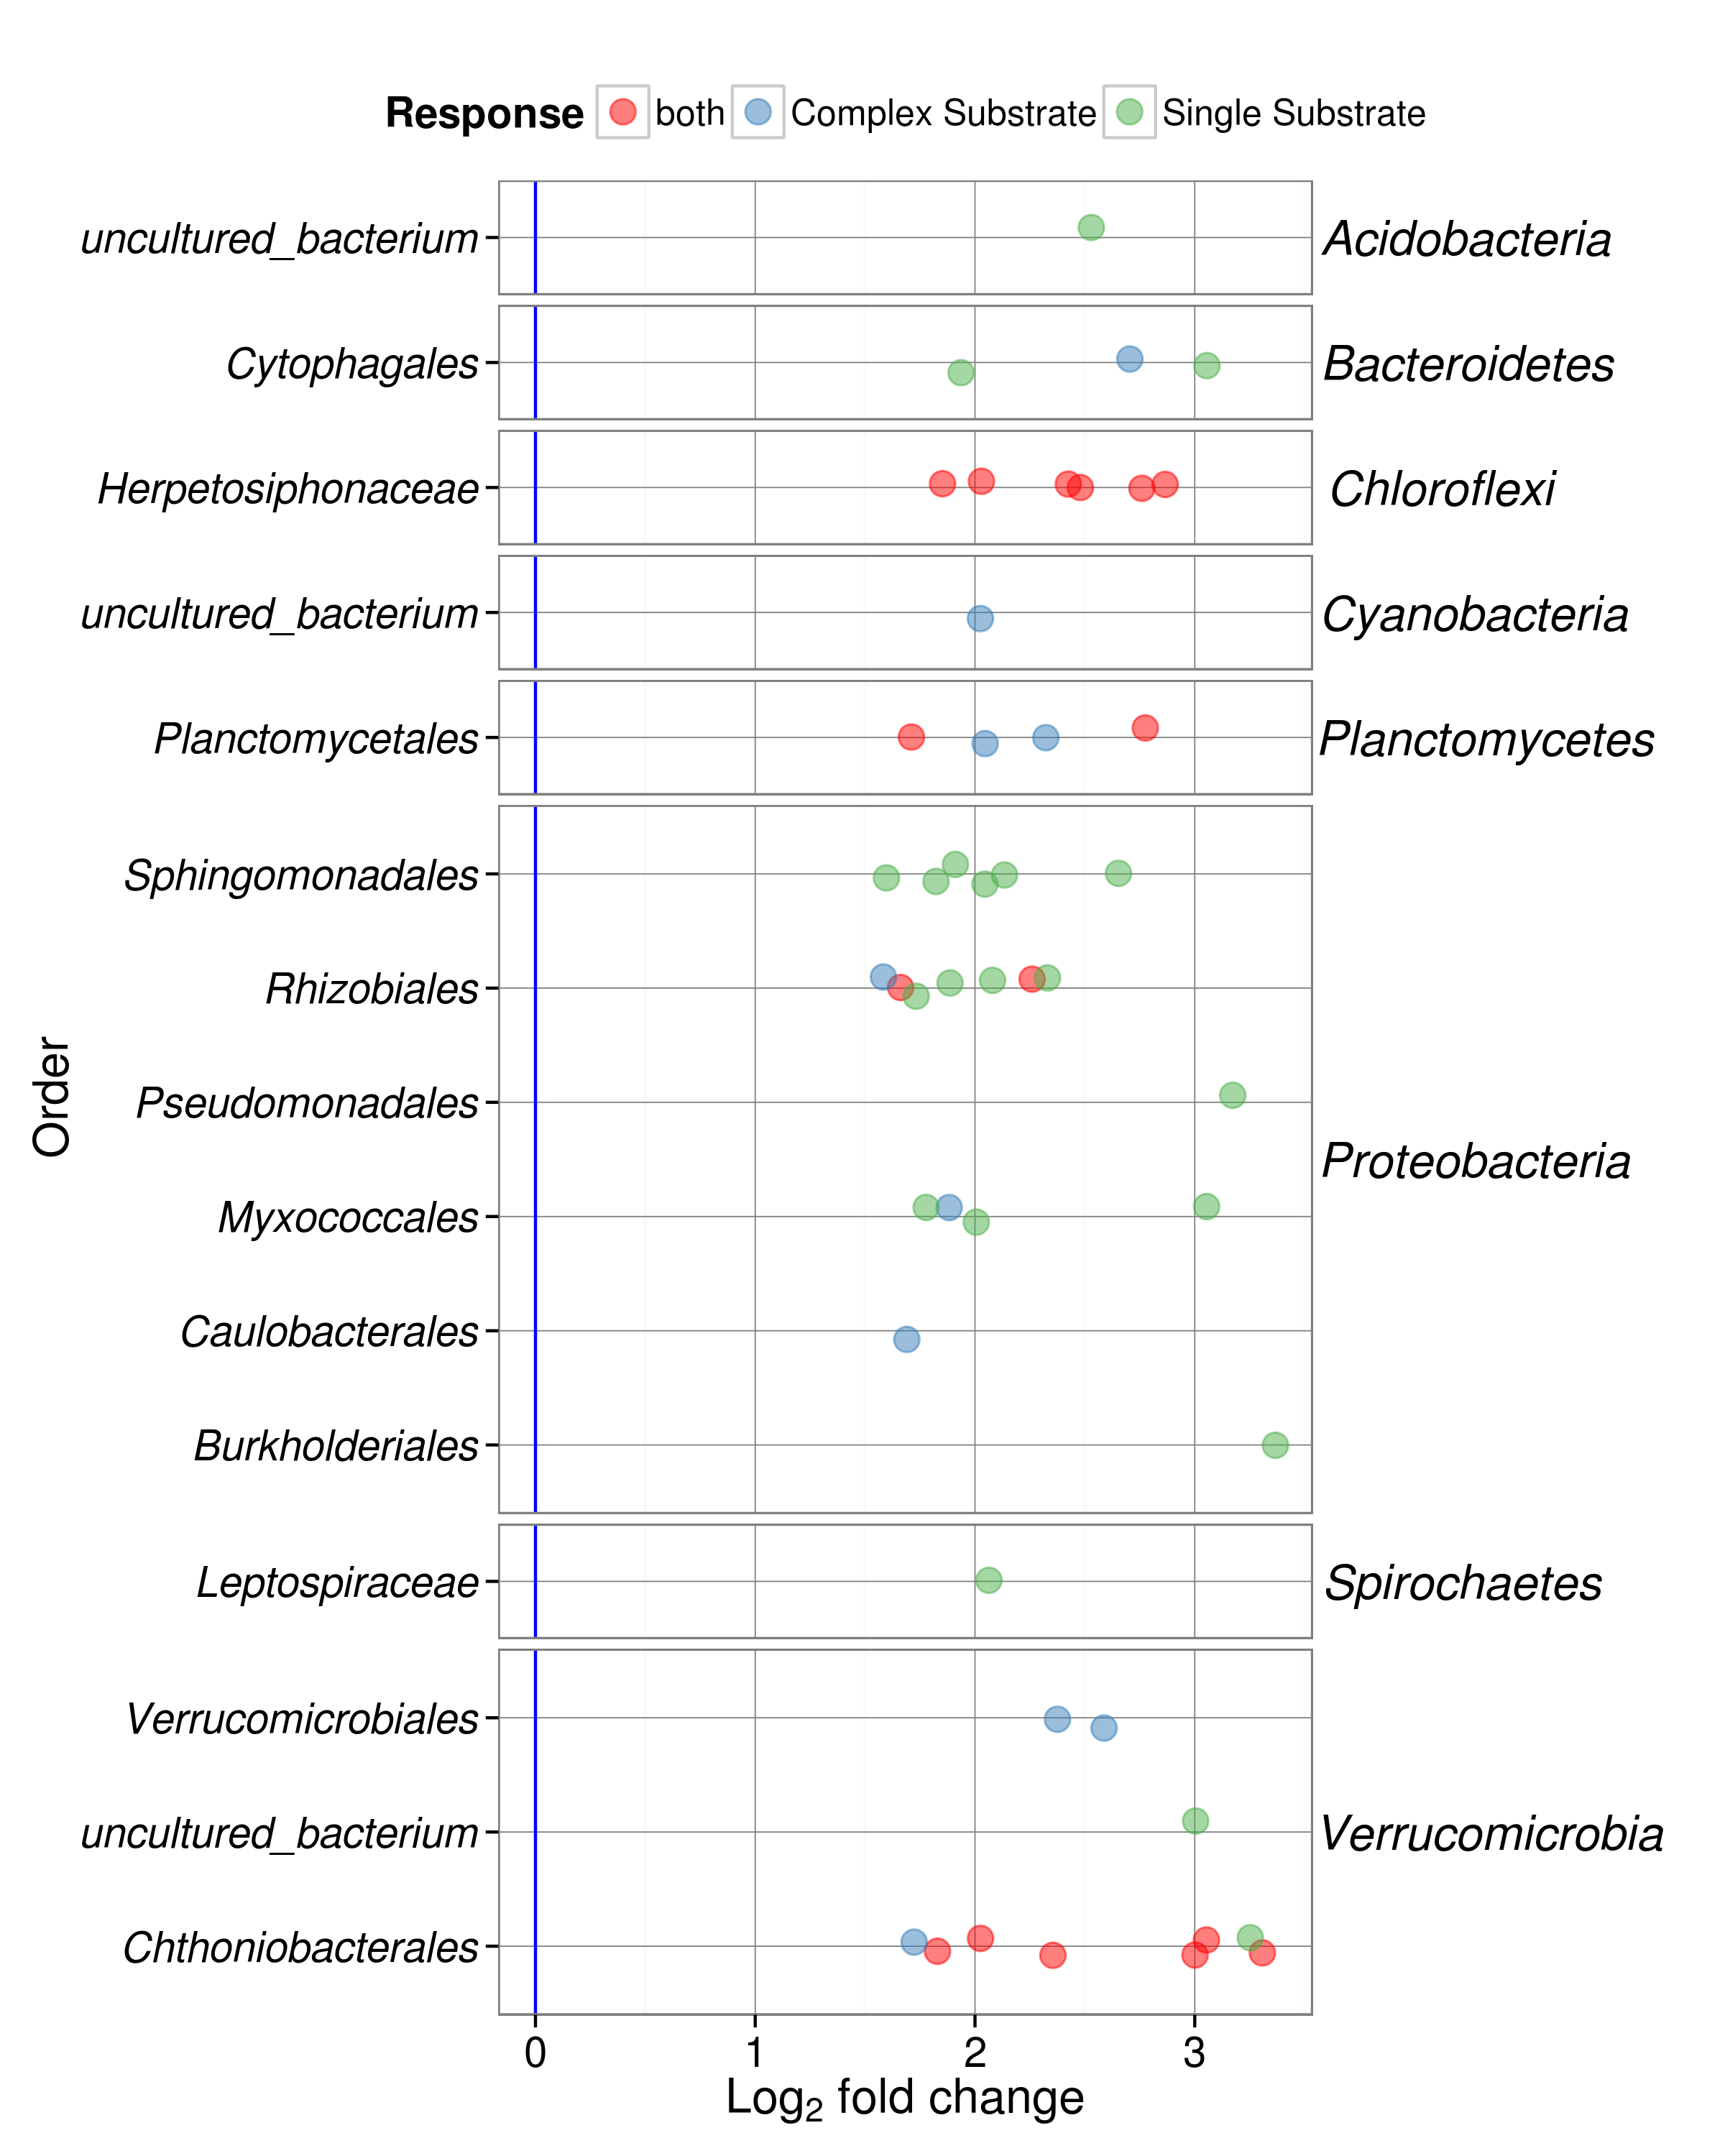 Response both Complex Substrate Single Substrate
uncultured_bacterium Acidobacteria
Cytophagales Bacteroidetes
Herpetosiphonaceae Chloroflexi
uncultured_bacterium Cyanobacteria
Planctomycetales Planctomycetes
Sphingomonadales
Rhizobiales
Pseudomonadales
Order
Proteobacteria
Myxococcales
Caulobacterales
Burkholderiales
Leptospiraceae Spirochaetes
Verrucomicrobiales
uncultured_bacterium Verrucomicrobia
Chthoniobacterales
0 1 2 3
Log2 fold change